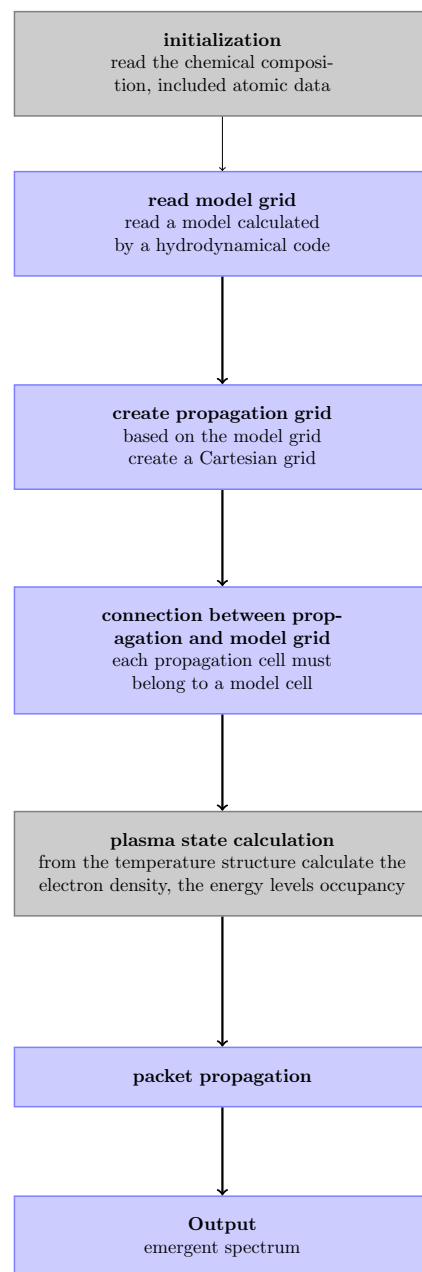 initialization
read the chemical composi-
tion, included atomic data
read model grid
read a model calculated
by a hydrodynamical code
create propagation grid
based on the model grid
create a Cartesian grid
connection between prop-
agation and model grid
each propagation cell must
belong to a model cell
plasma state calculation
from the temperature structure calculate the
electron density, the energy levels occupancy
packet propagation
Output
emergent spectrum